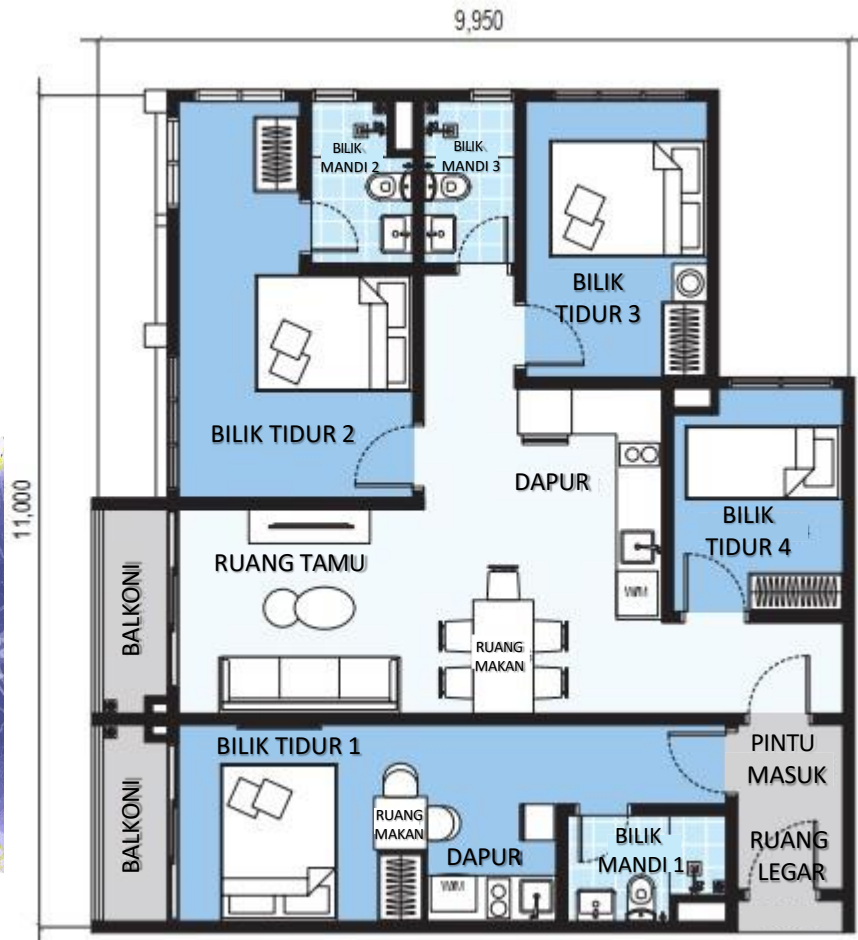 9,950
11,000
BILIK
MANDI 2
BILIK
MANDI 3
BILIK
TIDUR 3
BILIK TIDUR 2
DAPUR
BILIK
TIDUR 4
RUANG TAMU
BALKONI
W/M
RUANG
MAKAN
BILIK TIDUR 1
PINTU
MASUK
BALKONI
RUANG
MAKAN
DAPUR
BILIK
MANDI 1
RUANG
LEGAR
W/M